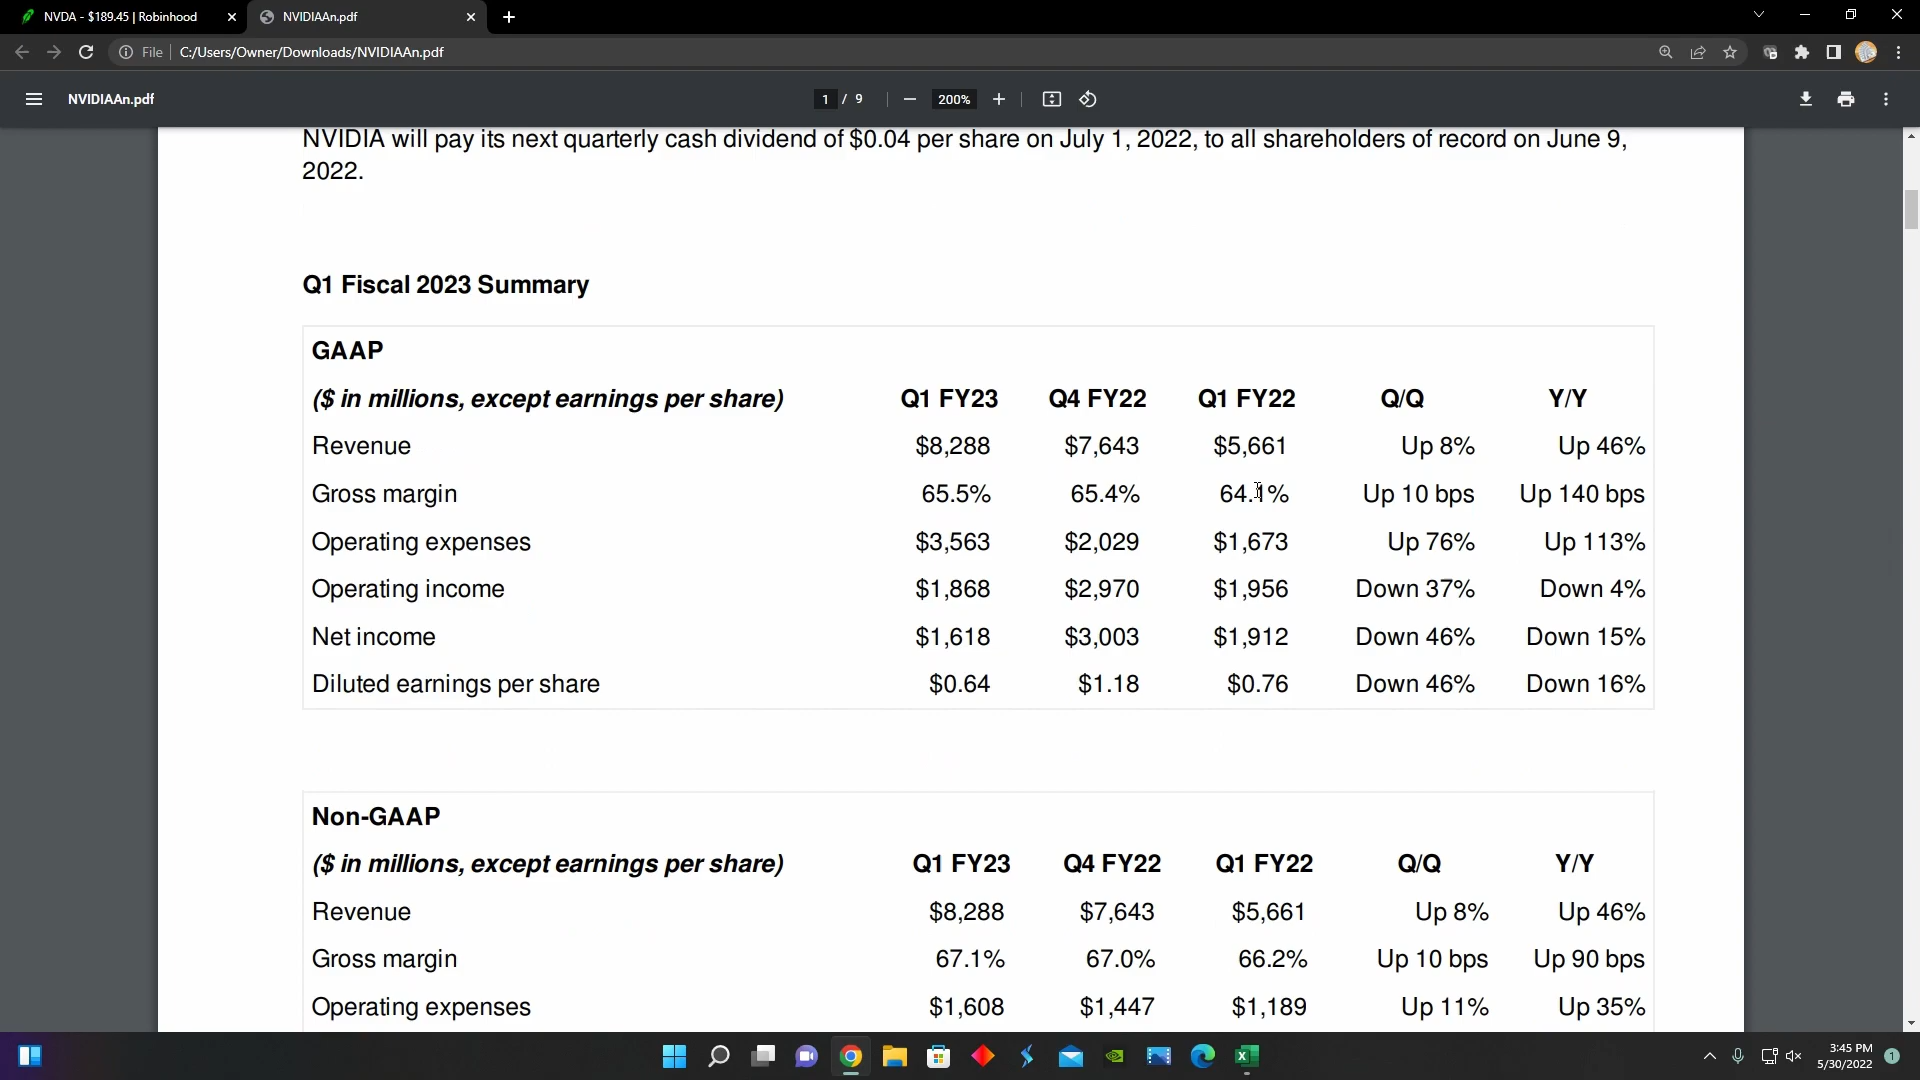 NVDA - $189.45 | Robinhood
NVIDIAAn.pdf
File | C:/Users/Owner/Downloads/NVIDIAAn.pdf
NVIDIAAn.pdf
1 / 9
200%
NVIDIA will pay its next quarterly cash dividend of $0.04 per share on July 1, 2022, to all shareholders of record on June 9,
2022.
Q1 Fiscal 2023 Summary
GAAP
($ in millions, except earnings per share) Q1 FY23 Q4 FY22 Q1 FY22 Q/Q Y/Y
Revenue $8,288 $7,643 $5,661 Up 8% Up 46%
Gross margin 65.5% 65.4% 64.1% Up 10 bps Up 140 bps
Operating expenses $3,563 $2,029 $1,673 Up 76% Up 113%
Operating income $1,868 $2,970 $1,956 Down 37% Down 4%
Net income $1,618 $3,003 $1,912 Down 46% Down 15%
Diluted earnings per share $0.64 $1.18 $0.76 Down 46% Down 16%
Non-GAAP
($ in millions, except earnings per share) Q1 FY23 Q4 FY22 Q1 FY22 Q/Q Y/Y
Revenue $8,288 $7,643 $5,661 Up 8% Up 46%
Gross margin 67.1% 67.0% 66.2% Up 10 bps Up 90 bps
Operating expenses $1,608 $1,447 $1,189 Up 11% Up 35%
3:45 PM
5/30/2022
1